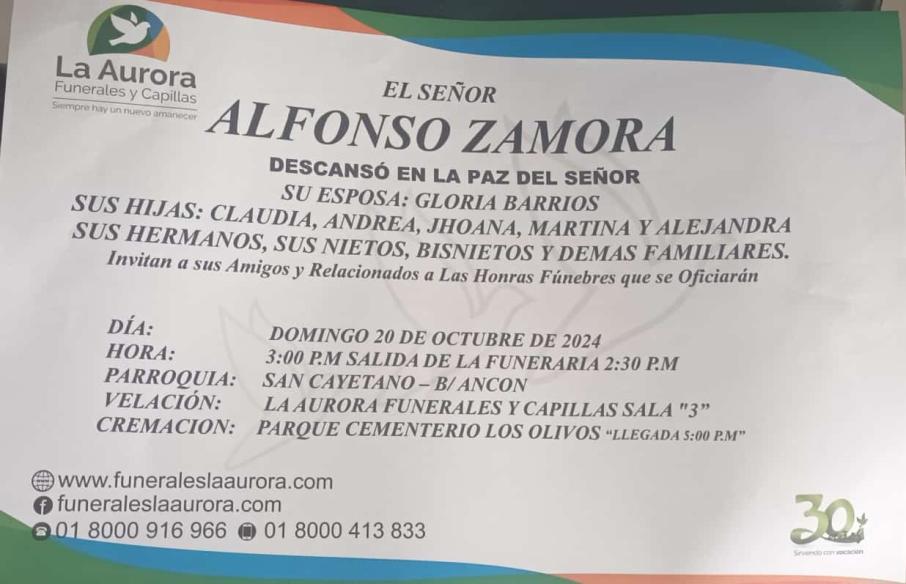 La Aurora
Funerales y Capillas
Siempre hay un nuevo amanecer
EL SEÑOR
ALFONSO ZAMORA
DESCANSÓ EN LA PAZ DEL SEÑOR
SU ESPOSA: GLORIA BARRIOS
SUS HIJAS: CLAUDIA, ANDREA, JHOANA, MARTINA Y ALEJANDRA
SUS HERMANOS, SUS NIETOS, BISNIETOS Y DEMAS FAMILIARES.
Invitan a sus Amigos y Relacionados a Las Honras Fúnebres que se Oficiarán
DÍA: DOMINGO 20 DE OCTUBRE DE 2024
HORA: 3:00 P.M SALIDA DE LA FUNERARIA 2:30 P.M
PARROQUIA: SAN CAYETANO – B/ ANCON
VELACIÓN: LA AURORA FUNERALES Y CAPILLAS SALA "3”
CREMACION: PARQUE CEMENTERIO LOS OLIVOS “LLEGADA 5:00 P.M”
www.funeraleslaaurora.com
funeraleslaaurora.com
01 8000 916 966 01 8000 413 833
30
Sirviendo con vocación